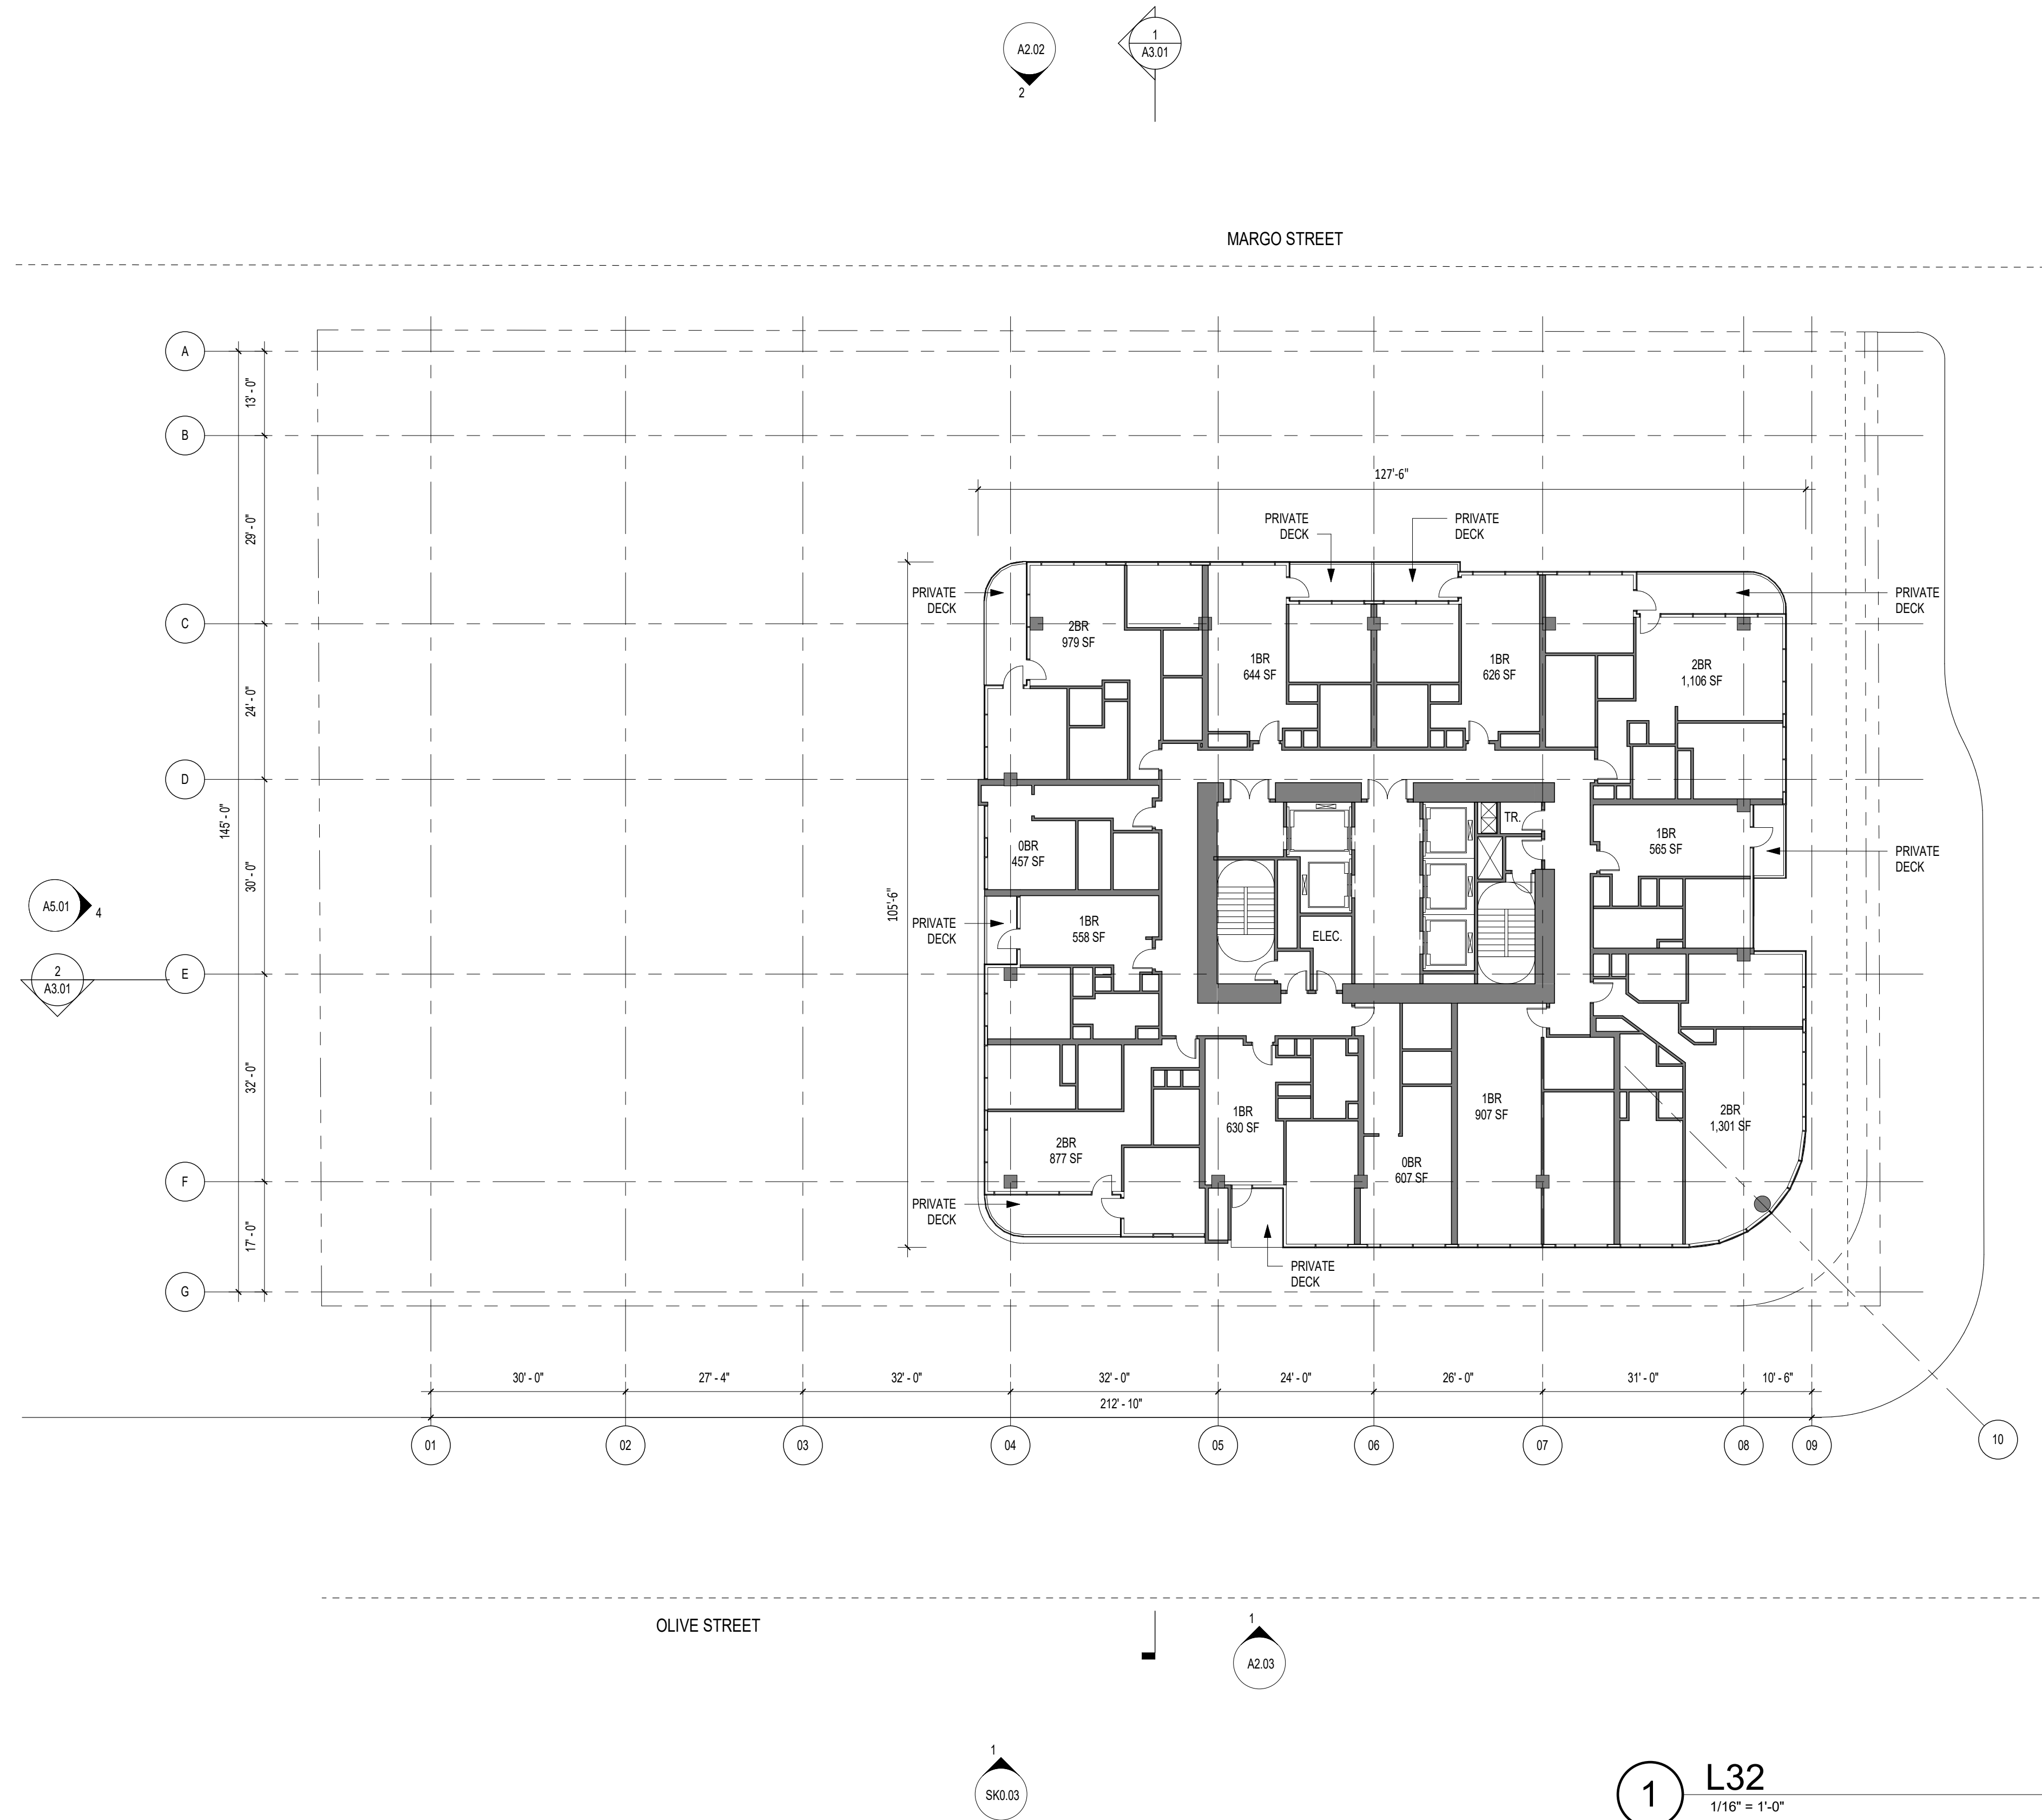 A2.02
2
1
A3.01
MARGO STREET
A
B
C
D
E
F
G
13' - 0"
29' - 0"
24' - 0"
30' - 0"
32' - 0"
17' - 0"
145' - 0"
127'-6"
105'-6"
PRIVATE
DECK
PRIVATE
DECK
PRIVATE
DECK
PRIVATE
DECK
2BR
979 SF
1BR
644 SF
1BR
626 SF
2BR
1,106 SF
TR.
0BR
457 SF
1BR
565 SF
PRIVATE
DECK
A5.01
4
PRIVATE
DECK
1BR
558 SF
ELEC.
2
A3.01
2BR
877 SF
1BR
630 SF
0BR
607 SF
1BR
907 SF
2BR
1,301 SF
PRIVATE
DECK
PRIVATE
DECK
30' - 0"
27' - 4"
32' - 0"
32' - 0"
24' - 0"
26' - 0"
31' - 0"
10' - 6"
212' - 10"
01
02
03
04
05
06
07
08
09
10
OLIVE STREET
1
A2.03
1
SK0.03
1
L32
1/16" = 1'-0"